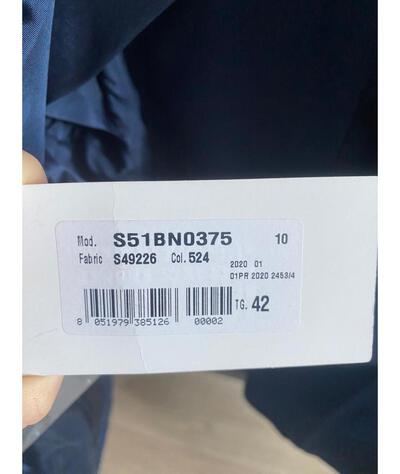 Mod. S51BN0375 10
Fabric S49226 Col. 524
2020 01
01PR 2020 2453/4
TG. 42
8 051979 385126 00002